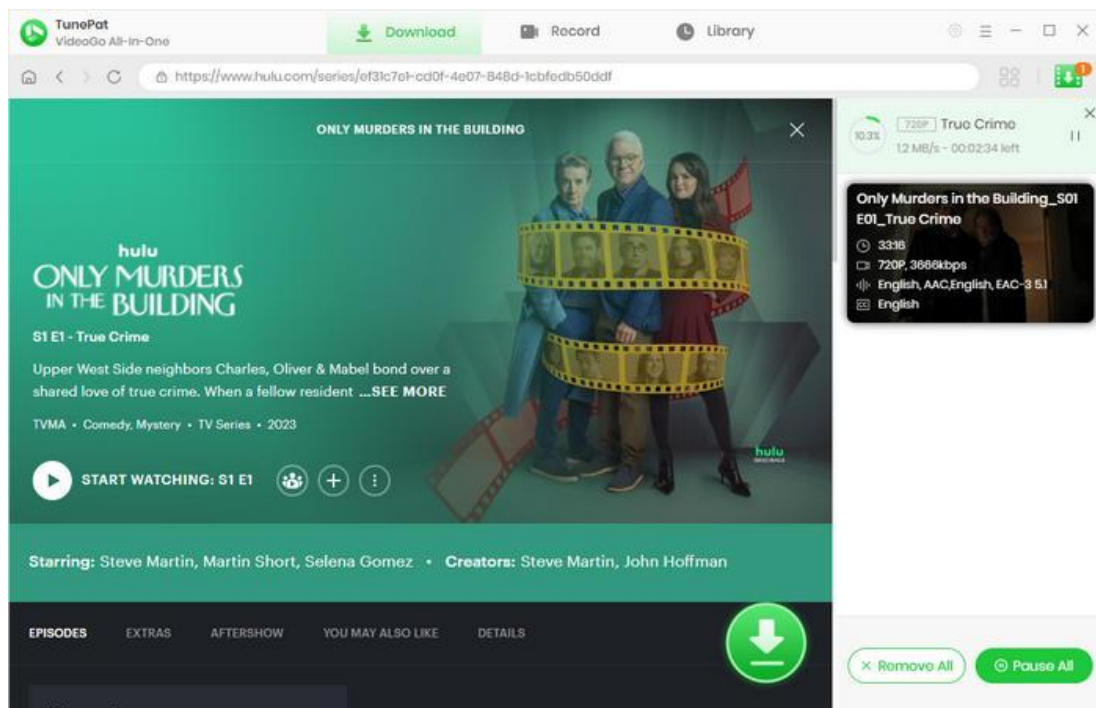 TunePat
VideoGo All-In-One
Download
Record
Library
https://www.hulu.com/series/ef31c7e1-cd0f-4e07-848d-1cbfedb50ddf
1
ONLY MURDERS IN THE BUILDING
hulu
ONLY MURDERS
IN THE BUILDING
S1 E1 - True Crime
Upper West Side neighbors Charles, Oliver & Mabel bond over a
shared love of true crime. When a fellow resident ...SEE MORE
TVMA • Comedy, Mystery • TV Series • 2023
START WATCHING: S1 E1
hulu
ORIGINALS
Starring: Steve Martin, Martin Short, Selena Gomez • Creators: Steve Martin, John Hoffman
EPISODES
EXTRAS
AFTERSHOW
YOU MAY ALSO LIKE
DETAILS
10.3%
720P True Crime
1.2 MB/s - 00:02:34 left
Only Murders in the Building_S01
E01_True Crime
33:16
720P, 3666kbps
English, AAC,English, EAC-3 5.1
CC English
Remove All
Pause All